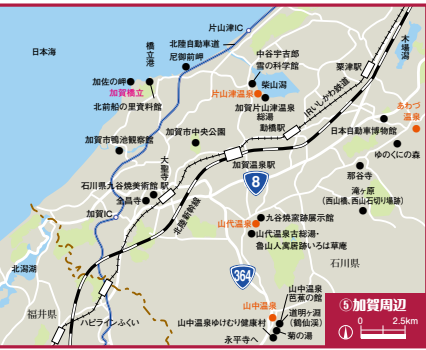 片山津IC
北陸自動車道
尼御前岬
橋立港
日本海
加佐の岬
加賀橋立
北前船の里資料館
中谷宇吉郎
雪の科学館
柴山潟
片山津温泉
加賀片山津温泉
総湯
動橋駅
粟津駅
木場潟
IRいしかわ鉄道
あわづ
温泉
日本自動車博物館
ゆのくにの森
那谷寺
滝ヶ原
(西山橋、西山石切り場跡)
加賀市中央公園
加賀市鴨池観察館
大聖寺駅
加賀温泉駅
石川県九谷焼美術館
全昌寺
加賀IC
北陸新幹線
8
山代温泉
九谷焼窯跡展示館
山代温泉古総湯・
魯山人寓居跡いろは草庵
石川県
北潟湖
364
福井県
ハピラインふくい
山中温泉
山中温泉
芭蕉の館
道明ヶ淵
(鶴仙渓)
菊の湯
山中温泉ゆけむり健康村
永平寺へ
⑤加賀周辺
0 2.5km